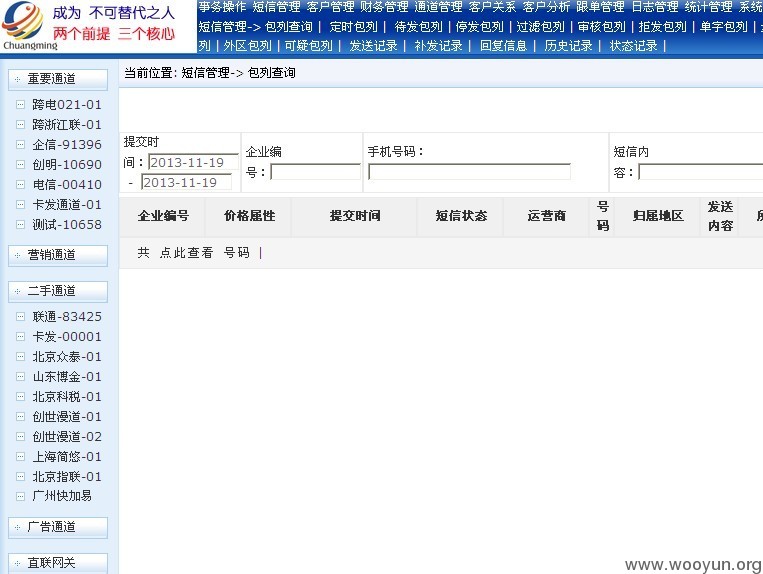 成为 不可替代之人
两个前提 三个核心
Chuangming
事务操作 短信管理 客户管理 财务管理 通道管理 客户关系 客户分析 跟单管理 日志管理 统计管理 系统
短信管理-> 包列查询 | 定时包列 | 待发包列 | 停发包列 | 过滤包列 | 审核包列 | 拒发包列 | 单字包列 |
列 | 外区包列 | 可疑包列 | 发送记录 | 补发记录 | 回复信息 | 历史记录 | 状态记录 |
当前位置: 短信管理-> 包列查询
重要通道
跨电021-01
跨浙江联-01
企信-91396
创明-10690
电信-00410
卡发通道-01
测试-10658
营销通道
二手通道
联通-83425
卡发-00001
北京众泰-01
山东博金-01
北京科税-01
创世漫道-01
创世漫道-02
上海简悠-01
北京指联-01
广州快加易
广告通道
直联网关
提交时
间: 2013-11-19
- 2013-11-19
企业编
号:
手机号码:
短信内
容:
企业编号 价格属性 提交时间 短信状态 运营商 号码 归属地区 发送内容
共 点此查看 号码 |
www.wooyun.org